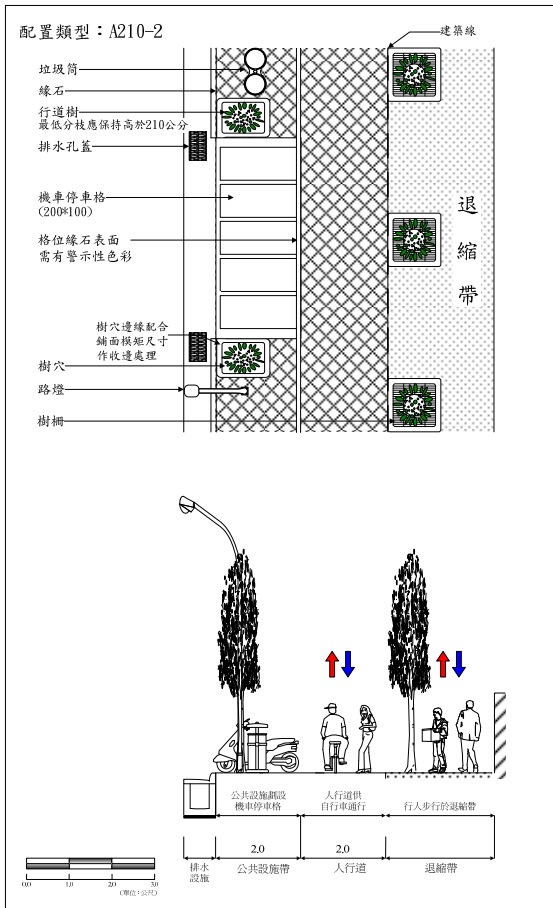 配置類型：A210-2
建築線
垃圾筒
緣石
行道樹
最低分枝應保持高於210公分
排水孔蓋
機車停車格
(200*100)
格位緣石表面
需有警示性色彩
退縮帶
樹穴邊緣配合
鋪面模矩尺寸
作收邊處理
樹穴
路燈
樹柵
公共設施劃設
機車停車格
人行道供
自行車通行
行人步行於退縮帶
2.0
2.0
排水
設施
公共設施帶
人行道
退縮帶
0.0 1.0 2.0 3.0
(單位:公尺)